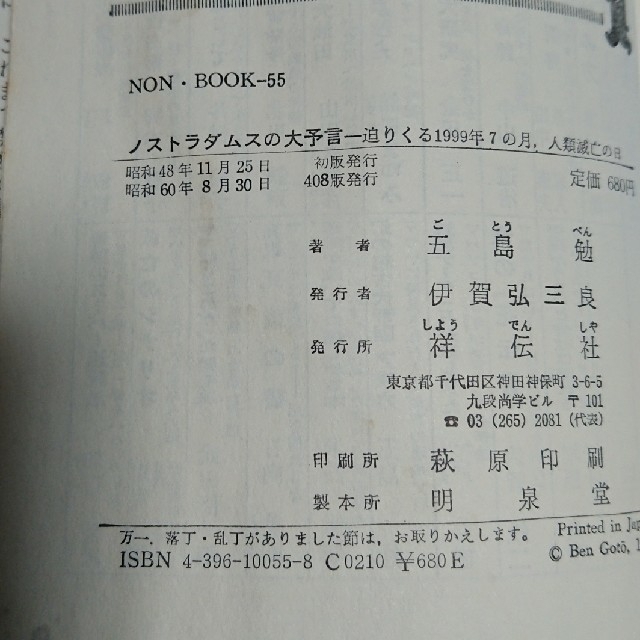 NON・BOOK-55
ノストラダムスの大予言—迫りくる1999年7の月, 人類滅亡の日
昭和48年11月25日 初版発行
昭和60年 8月30日 408版発行
定価 680円
ご とう べん
著者 五島勉
発行者 伊賀弘三良
しよう でん しや
発行所 祥伝社
東京都千代田区神田神保町 3-6-5
九段尚学ビル 〒101
☎ 03 (265) 2081 (代表)
印刷所 萩原印刷
製本所 明泉堂
万一, 落丁・乱丁がありました節は, お取りかえします。
Printed in Jap
ISBN 4-396-10055-8 C0210 ¥680E
© Ben Gotō, 1